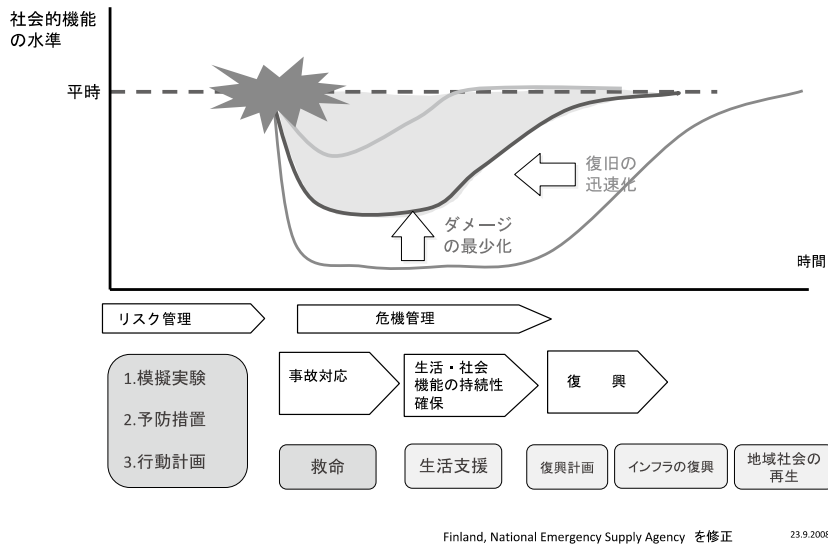 社会的機能
の水準
平時
復旧の
迅速化
ダメージ
の最少化
時間
リスク管理
危機管理
1.模擬実験
2.予防措置
3.行動計画
事故対応
生活・社会
機能の持続性
確保
復 興
救命
生活支援
復興計画
インフラの復興
地域社会の
再生
Finland, National Emergency Supply Agency を修正
23.9.2008